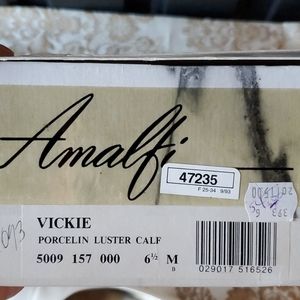 Amalfi
47235
F 25-34 9/93
VICKIE
PORCELIN LUSTER CALF
5009 157 000 6½ M
B
029017 516526